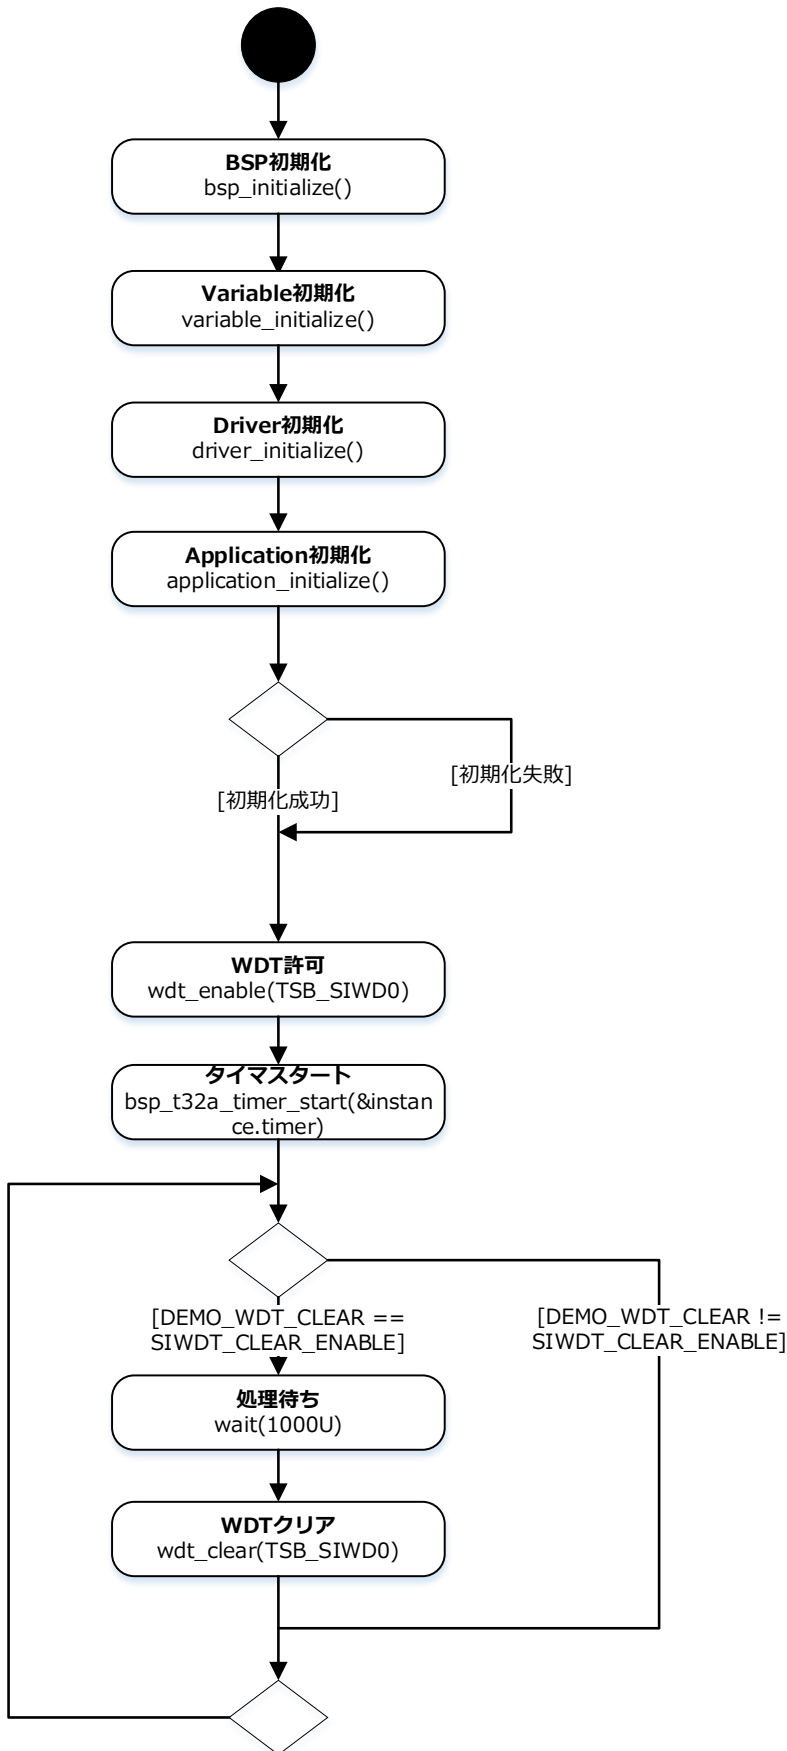 BSP初期化
bsp_initialize()
Variable初期化
variable_initialize()
Driver初期化
driver_initialize()
Application初期化
application_initialize()
[初期化失敗]
[初期化成功]
WDT許可
wdt_enable(TSB_SIWD0)
タイマスタート
bsp_t32a_timer_start(&instan
ce.timer)
[DEMO_WDT_CLEAR ==
SIWDT_CLEAR_ENABLE]
[DEMO_WDT_CLEAR !=
SIWDT_CLEAR_ENABLE]
処理待ち
wait(1000U)
WDTクリア
wdt_clear(TSB_SIWD0)